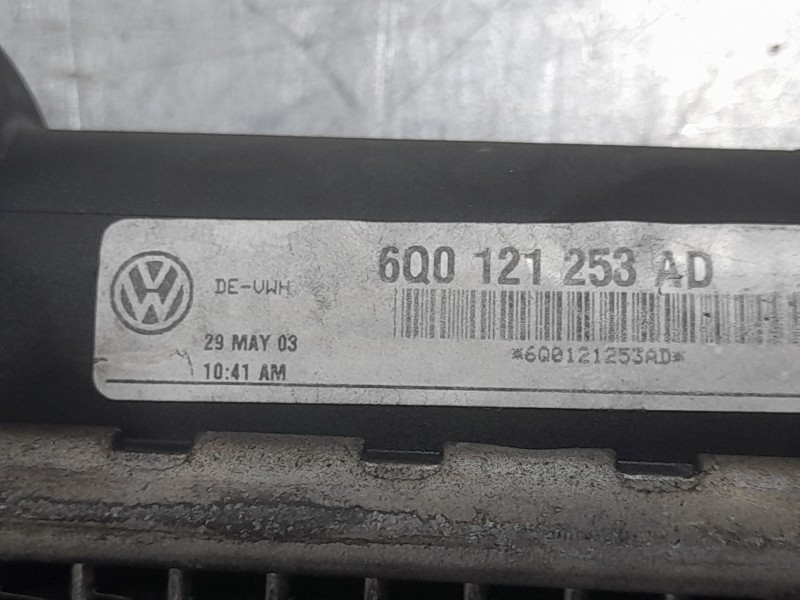 6Q0 121 253 AD
DE-VWH
*6Q0121253AD*
29 MAY 03
10:41 AM